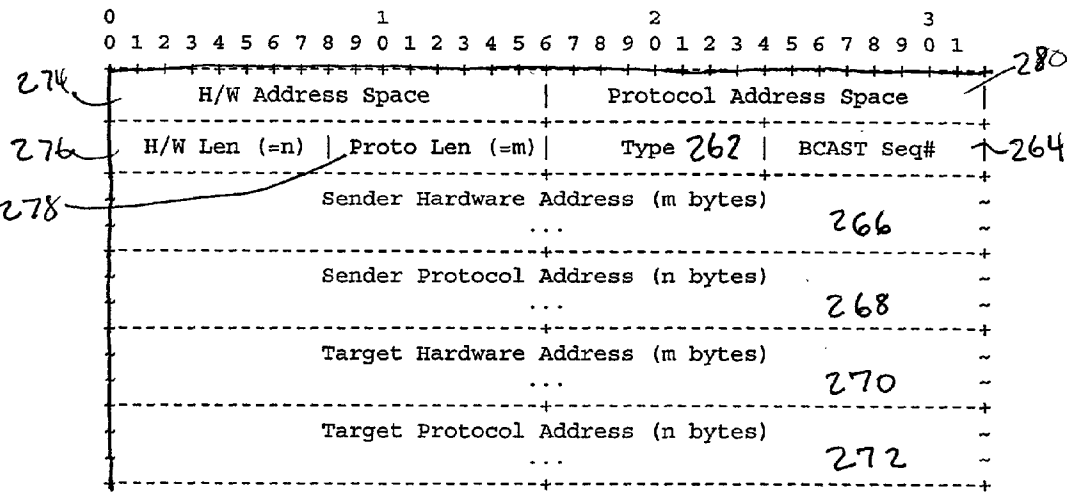 0 1 2 3
0 1 2 3 4 5 6 7 8 9 0 1 2 3 4 5 6 7 8 9 0 1 2 3 4 5 6 7 8 9 0 1
274 H/W Address Space | Protocol Address Space | 280
276 H/W Len (=n) | Proto Len (=m) | Type 262 | BCAST Seq# 264
278
Sender Hardware Address (m bytes)
... 266
Sender Protocol Address (n bytes)
... 268
Target Hardware Address (m bytes)
... 270
Target Protocol Address (n bytes)
... 272